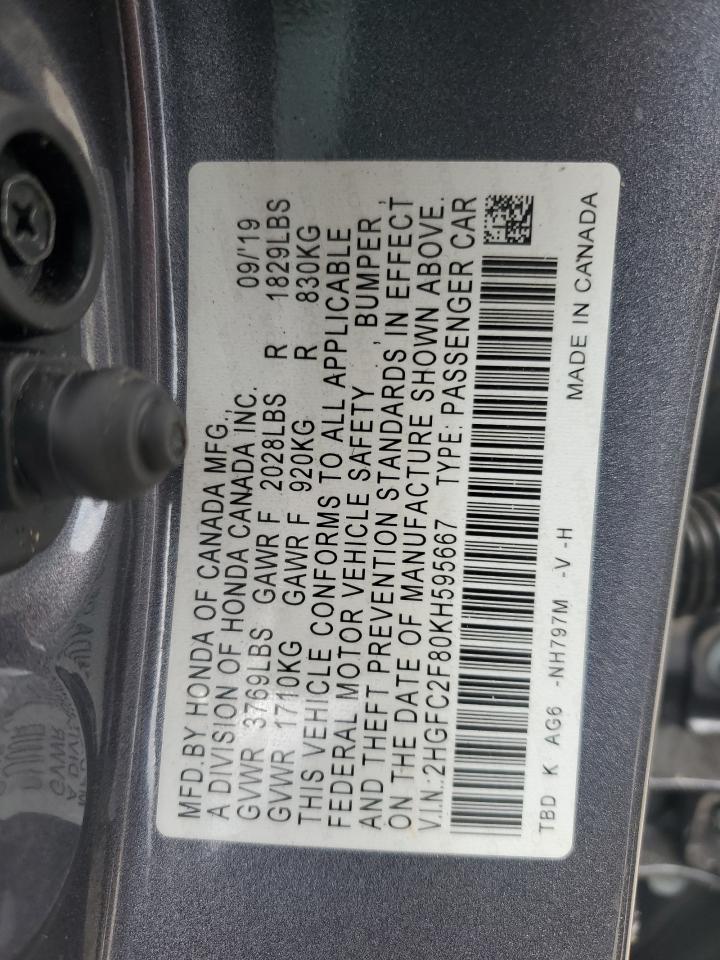 MFD.BY HONDA OF CANADA MFG.,
A DIVISION OF HONDA CANADA INC. 09/'19
GVWR 3769LBS GAWR F 2028LBS R 1829LBS
GVWR 1710KG GAWR F 920KG R 830KG
THIS VEHICLE CONFORMS TO ALL APPLICABLE
FEDERAL MOTOR VEHICLE SAFETY , BUMPER ,
AND THEFT PREVENTION STANDARDS IN EFFECT
ON THE DATE OF MANUFACTURE SHOWN ABOVE.
V.I.N.:2HGFC2F80KH595667 TYPE: PASSENGER CAR
TBD K AG6 -NH797M -V -H MADE IN CANADA